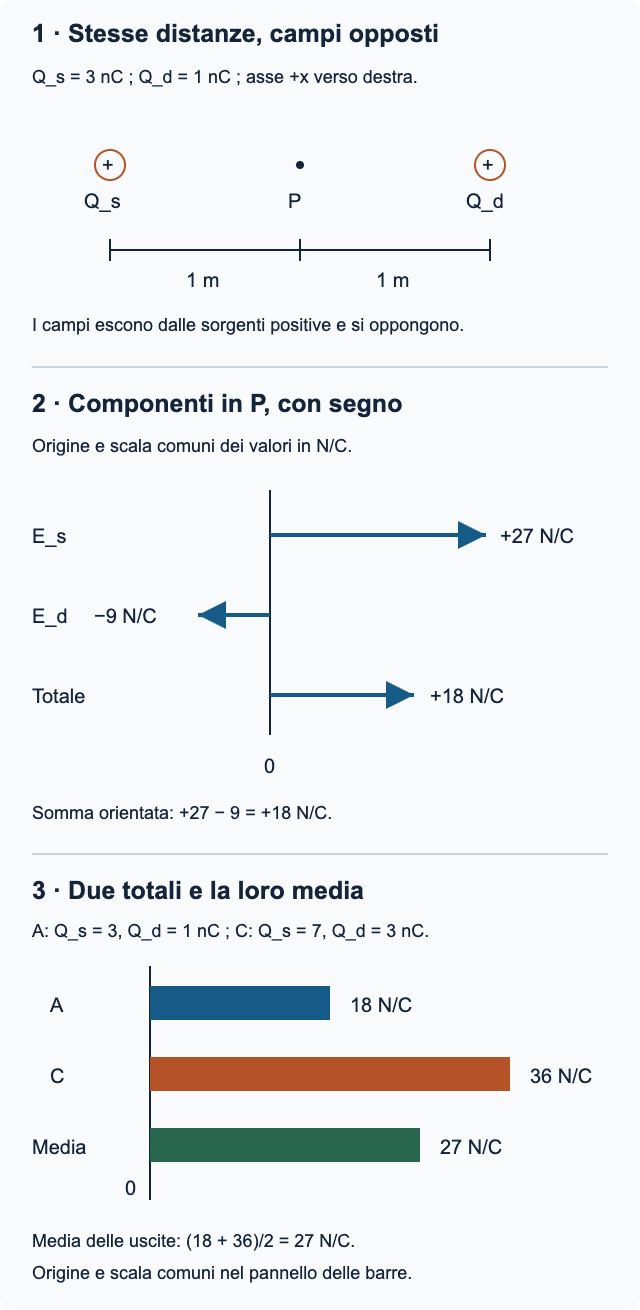 1 · Stesse distanze, campi opposti
Q_s = 3 nC ; Q_d = 1 nC ; asse +x verso destra.
+ +
Q_s P Q_d
1 m 1 m
I campi escono dalle sorgenti positive e si oppongono.
2 · Componenti in P, con segno
Origine e scala comuni dei valori in N/C.
E_s +27 N/C
E_d −9 N/C
Totale +18 N/C
0
Somma orientata: +27 − 9 = +18 N/C.
3 · Due totali e la loro media
A: Q_s = 3, Q_d = 1 nC ; C: Q_s = 7, Q_d = 3 nC.
A 18 N/C
C 36 N/C
Media 27 N/C
0
Media delle uscite: (18 + 36)/2 = 27 N/C.
Origine e scala comuni nel pannello delle barre.